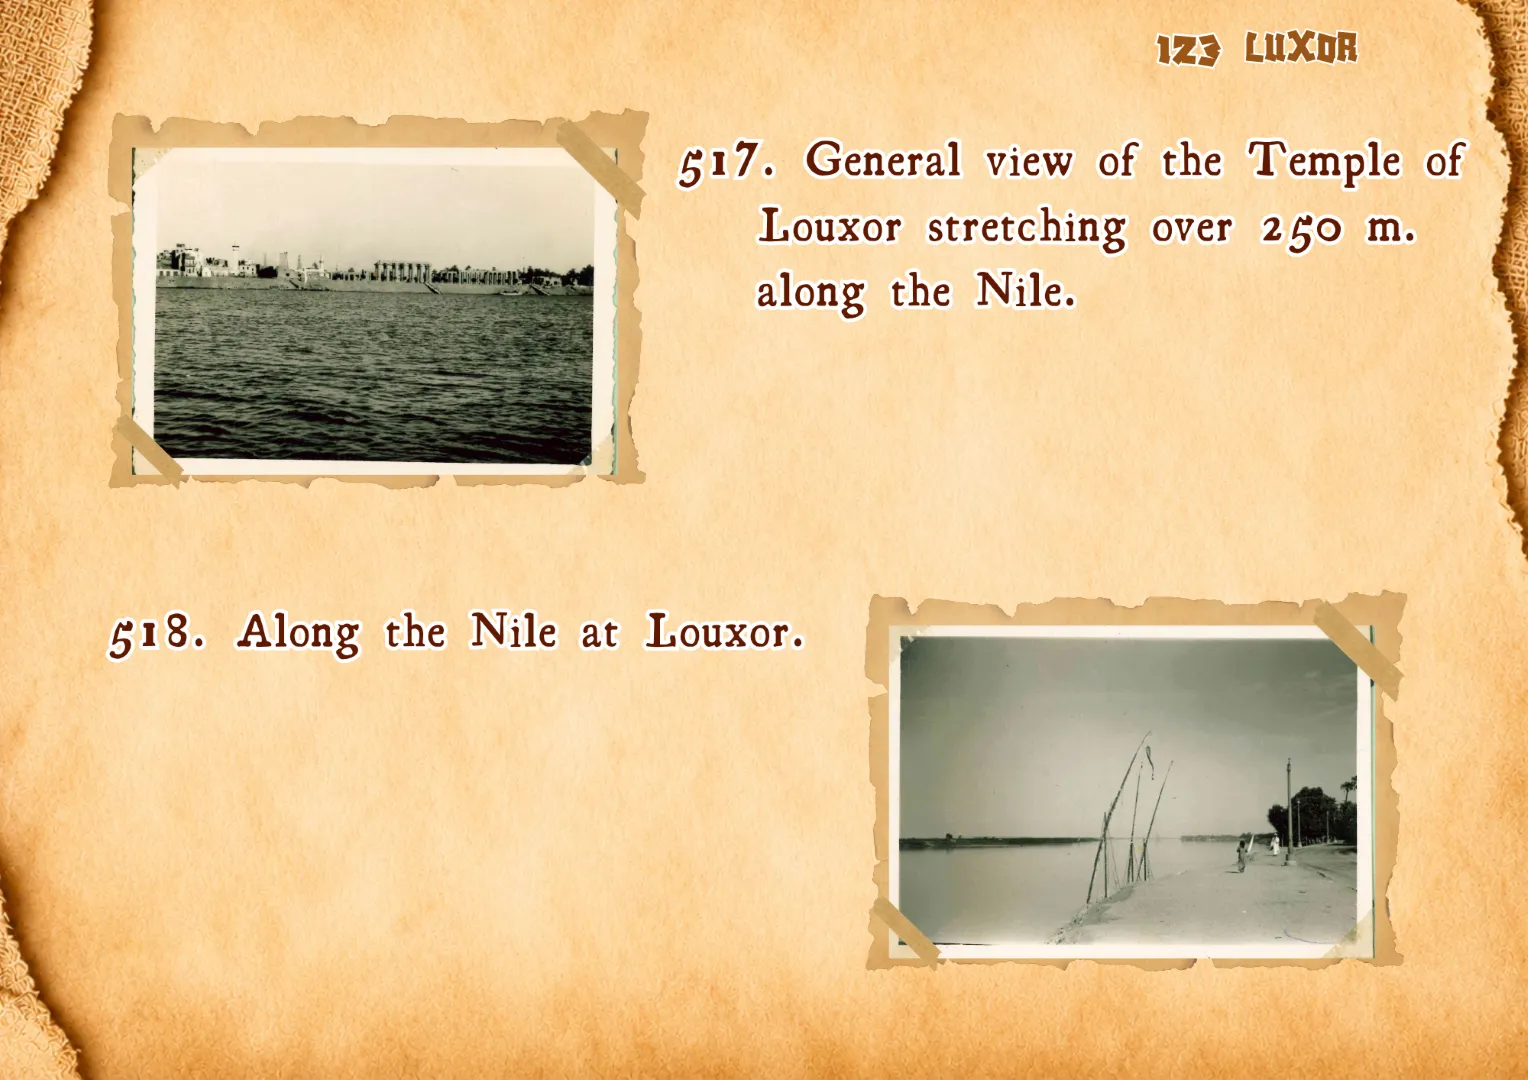 123 LUXOR
517. General view of the Temple of
Louxor stretching over 250 m.
along the Nile.
518. Along the Nile at Louxor.